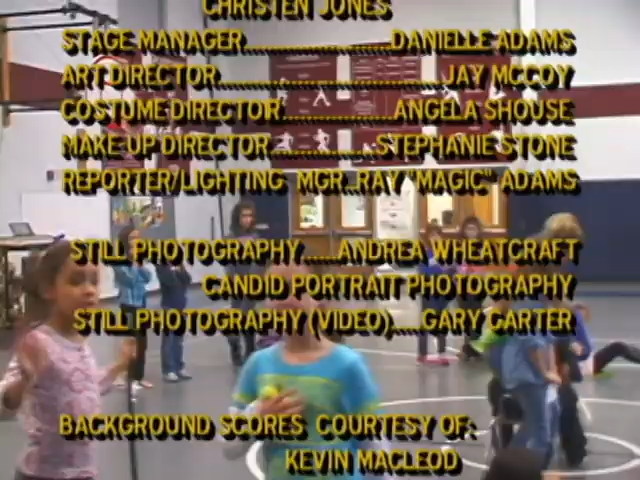 CHRISTEN JONES
STAGE MANAGER......................DANIELLE ADAMS
ART DIRECTOR.................................JAY MCCOY
COSTUME DIRECTOR................ANGELA SHOUSE
MAKE UP DIRECTOR...............STEPHANIE STONE
REPORTER/LIGHTING MGR..RAY "MAGIC" ADAMS
STILL PHOTOGRAPHY......ANDREA WHEATCRAFT
CANDID PORTRAIT PHOTOGRAPHY
STILL PHOTOGRAPHY (VIDEO).....GARY CARTER
BACKGROUND SCORES COURTESY OF:
KEVIN MACLEOD